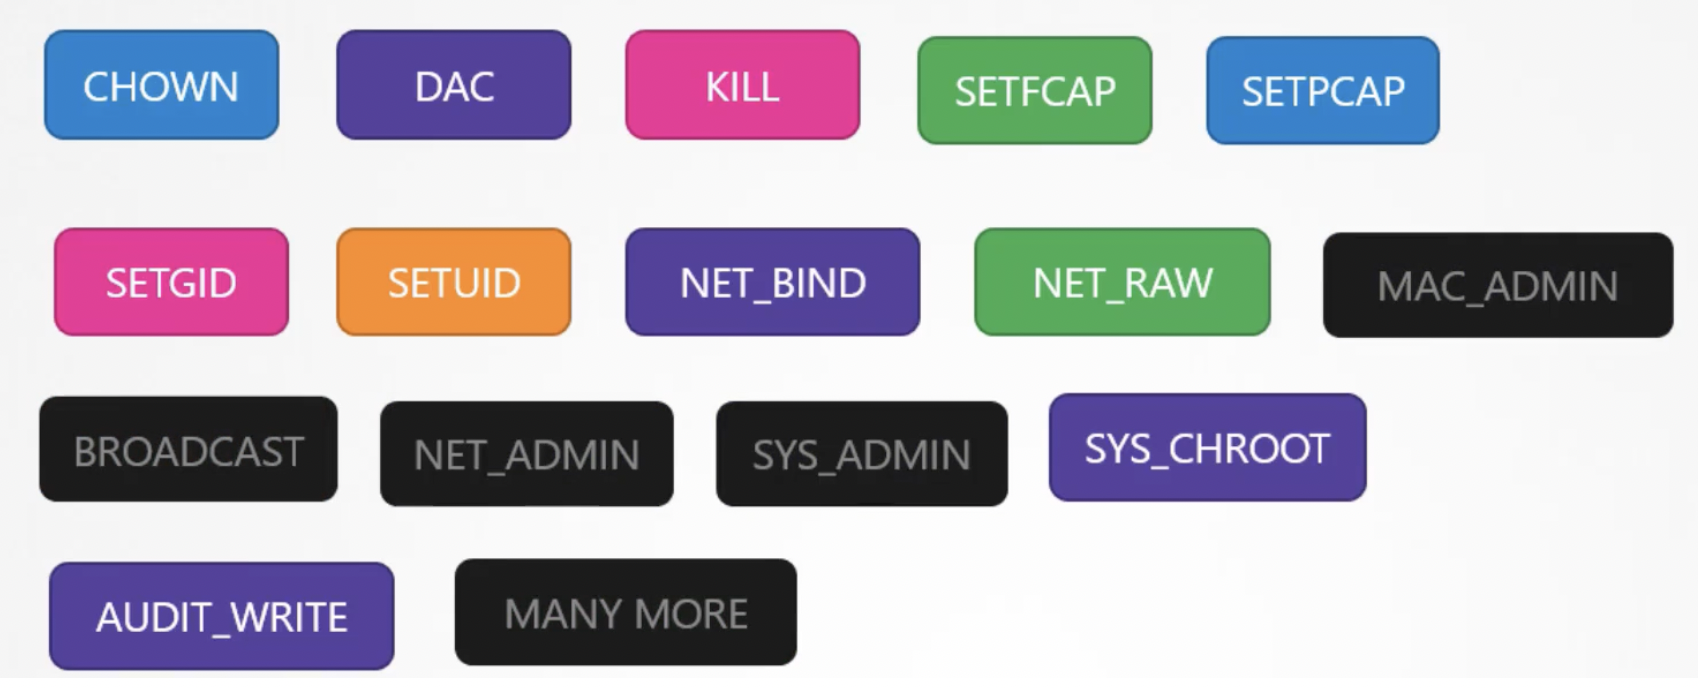 CHOWN
DAC
KILL
SETFCAP
SETPCAP
SETGID
SETUID
NET_BIND
NET_RAW
MAC_ADMIN
BROADCAST
NET_ADMIN
SYS_ADMIN
SYS_CHROOT
AUDIT_WRITE
MANY MORE